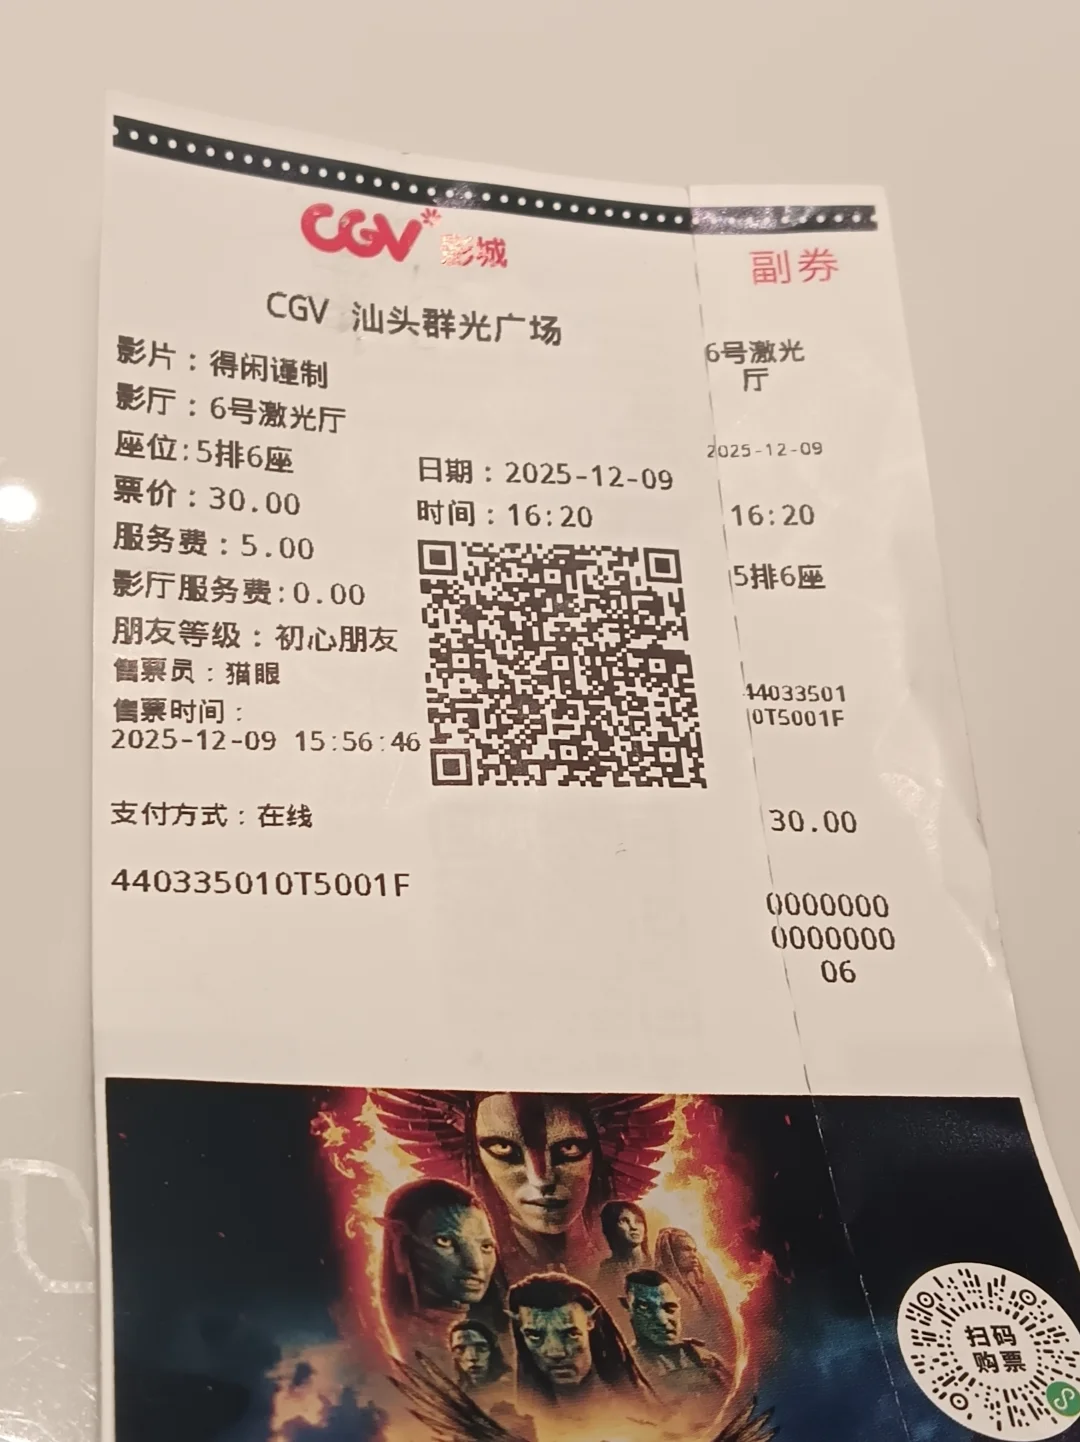 CGV 影城
CGV 汕头群光广场
影片：得闲谨制
影厅：6号激光厅
座位:5排6座
票价：30.00
服务费：5.00
影厅服务费:0.00
朋友等级：初心朋友
售票员：猫眼
售票时间：
2025-12-09 15:56:46
日期：2025-12-09
时间：16:20
支付方式：在线
440335010T5001F
副券
6号激光
厅
2025-12-09
16:20
5排6座
44033501
0T5001F
30.00
0000000
0000000
06
扫码
购票